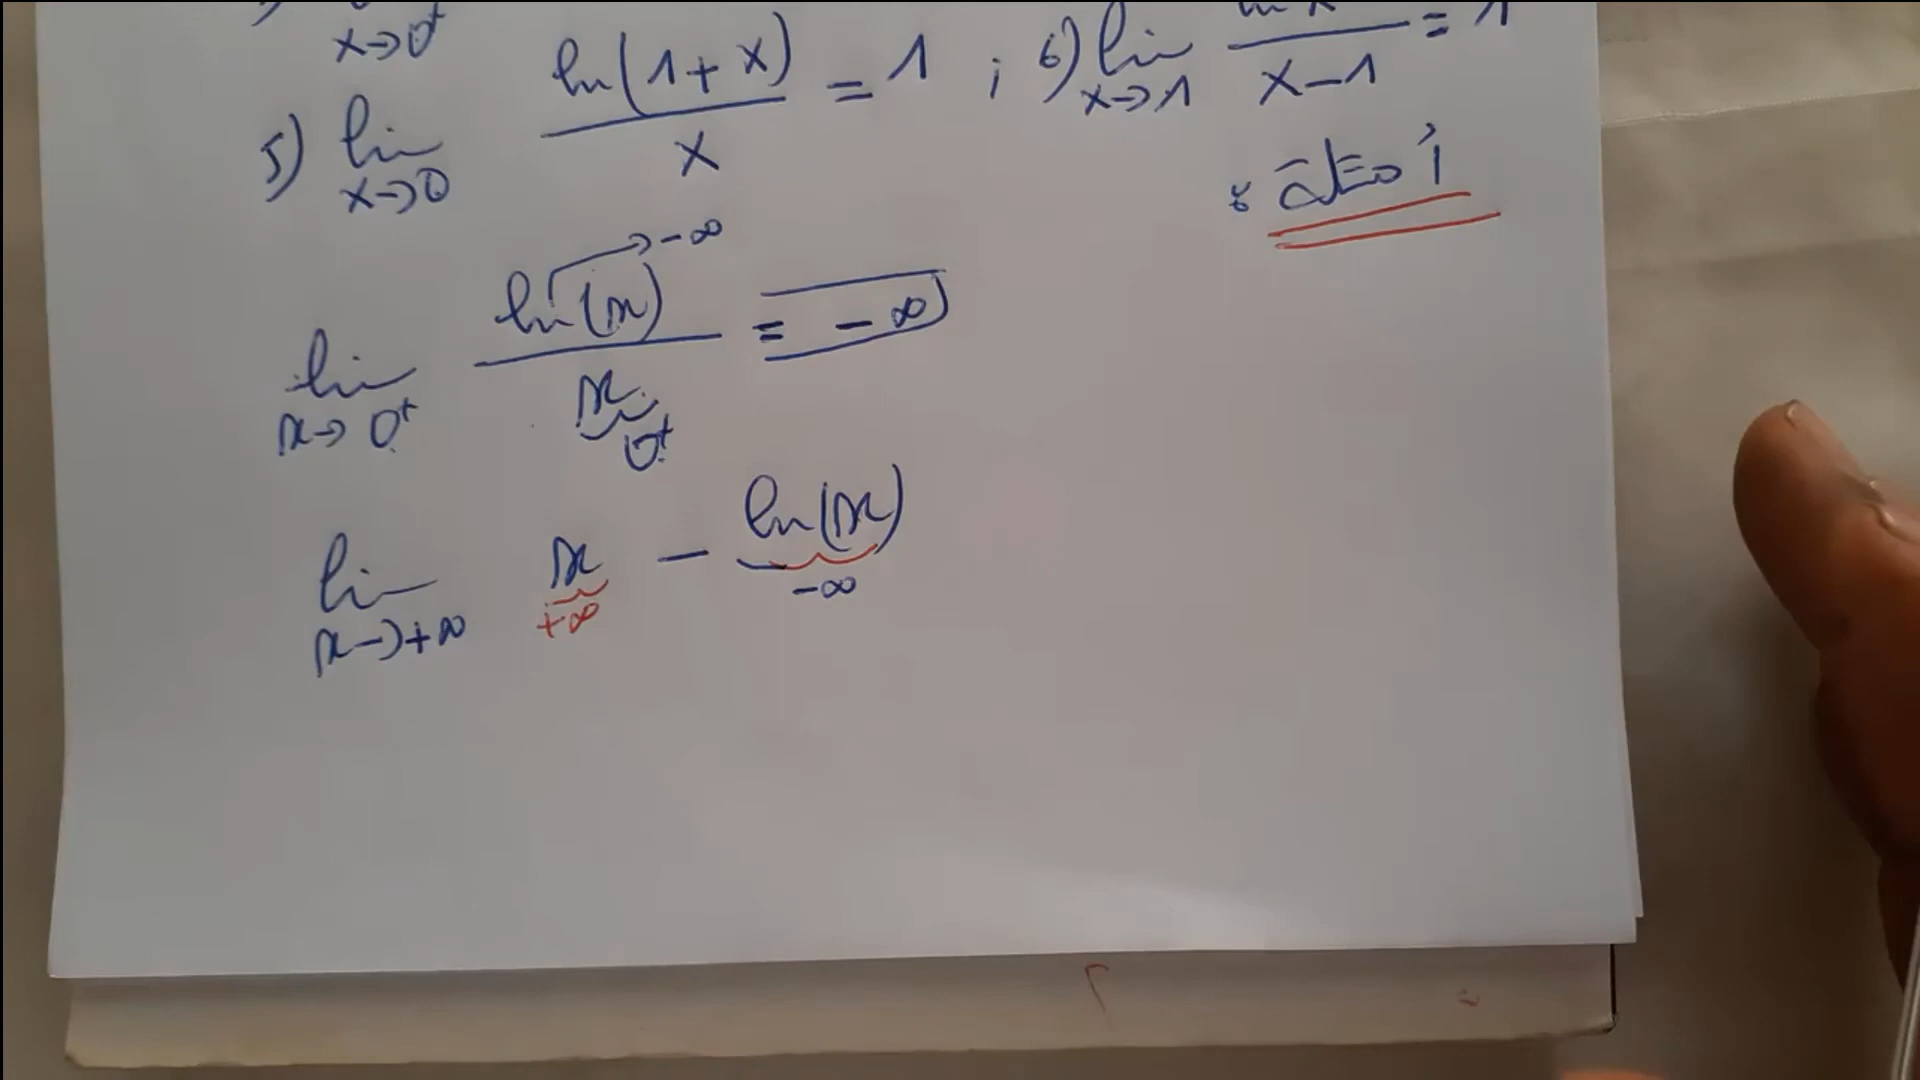 x→0⁺
5) lim x→0 ln(1+x)/x = 1 ; 6) lim x→1 ln x/x−1 = 1
أمثلة :
lim x→0⁺ ln(x)→−∞ / x 0⁺ = −∞
lim x→+∞ x +∞ − ln(x) −∞